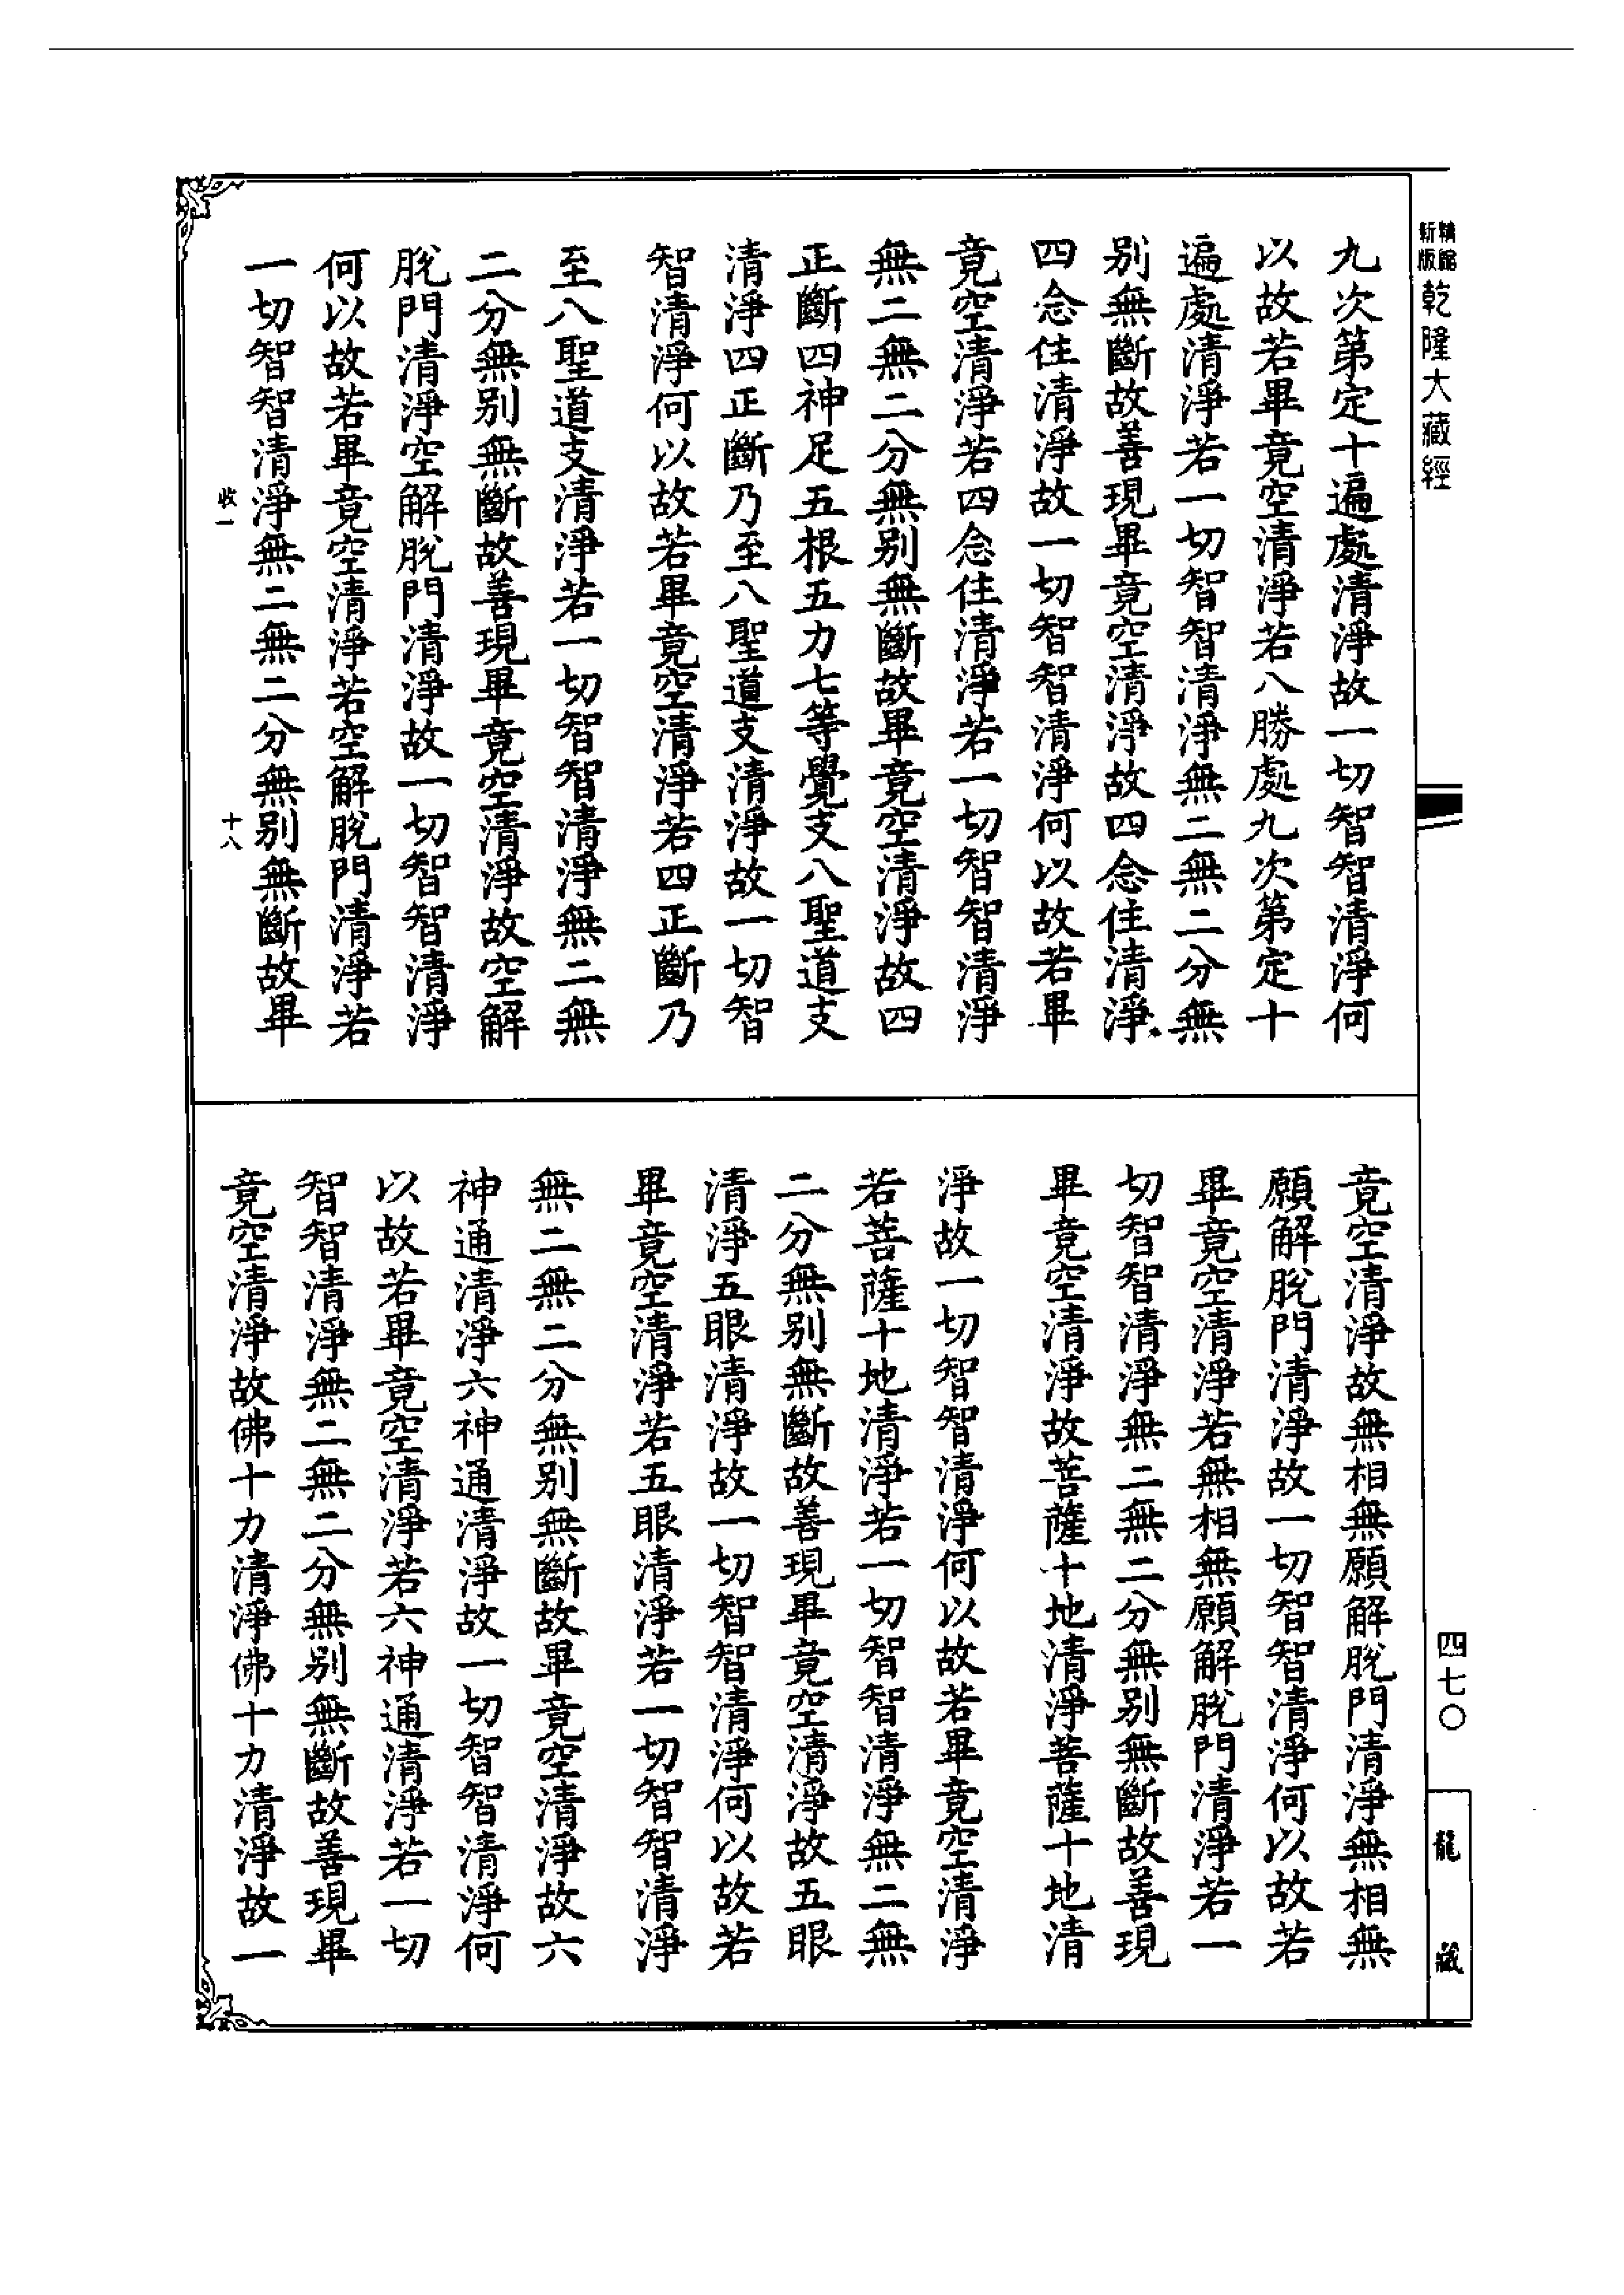 新版
精縮
乾隆大藏經
九次第定十遍處清淨故一切智智清淨何
以故若畢竟空清淨若八勝處九次第定十
遍處清淨若一切智智清淨無二無二分無
別無斷故善現畢竟空清淨故四念住清淨
四念住清淨故一切智智清淨何以故若畢
竟空清淨若四念住清淨若一切智智清淨
無二無二分無別無斷故畢竟空清淨故四
正斷四神足五根五力七等覺支八聖道支
清淨四正斷乃至八聖道支清淨故一切智
智清淨何以故若畢竟空清淨若四正斷乃
至八聖道支清淨若一切智智清淨無二無
二分無別無斷故善現畢竟空清淨故空解
脫門清淨空解脫門清淨故一切智智清淨
何以故若畢竟空清淨若空解脫門清淨若
一切智智清淨無二無二分無別無斷故畢
收一
十八
竟空清淨故無相無願解脫門清淨無相無
願解脫門清淨故一切智智清淨何以故若
畢竟空清淨若無相無願解脫門清淨若一
切智智清淨無二無二分無別無斷故善現
畢竟空清淨故菩薩十地清淨菩薩十地清
淨故一切智智清淨何以故若畢竟空清淨
若菩薩十地清淨若一切智智清淨無二無
二分無別無斷故善現畢竟空清淨故五眼
清淨五眼清淨故一切智智清淨何以故若
畢竟空清淨若五眼清淨若一切智智清淨
無二無二分無別無斷故畢竟空清淨故六
神通清淨六神通清淨故一切智智清淨何
以故若畢竟空清淨若六神通清淨若一切
智智清淨無二無二分無別無斷故善現畢
竟空清淨故佛十力清淨佛十力清淨故一
四七〇
龍藏